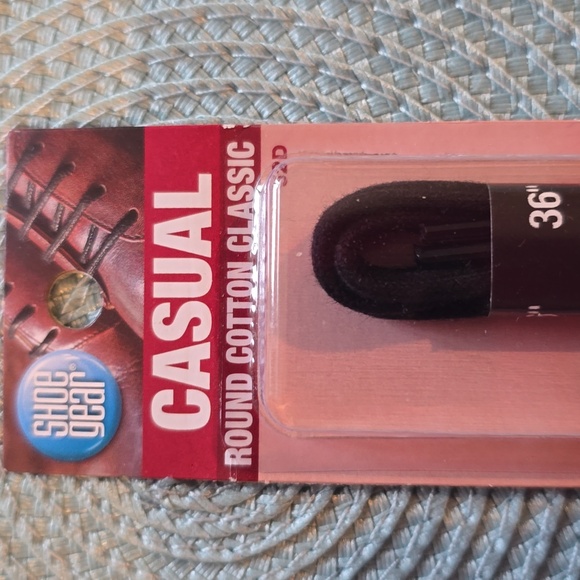 SHOE
gear®
CASUAL
ROUND COTTON CLASSIC
36"